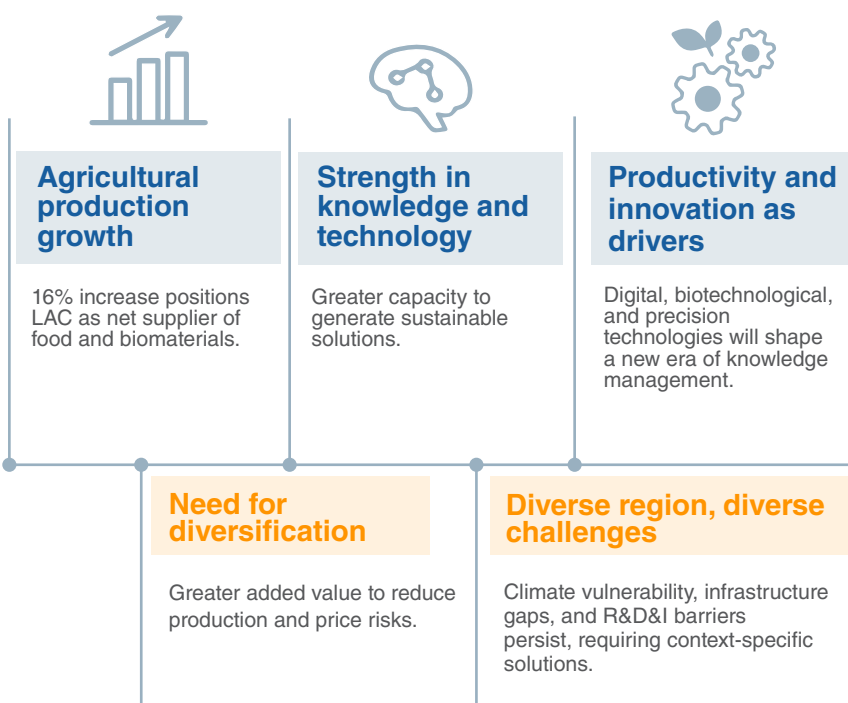 Agricultural
production
growth
16% increase positions
LAC as net supplier of
food and biomaterials.
Strength in
knowledge and
technology
Greater capacity to
generate sustainable
solutions.
Productivity and
innovation as
drivers
Digital, biotechnological,
and precision
technologies will shape
a new era of knowledge
management.
Need for
diversification
Greater added value to reduce
production and price risks.
Diverse region, diverse
challenges
Climate vulnerability, infrastructure
gaps, and R&D&I barriers
persist, requiring context-specific
solutions.